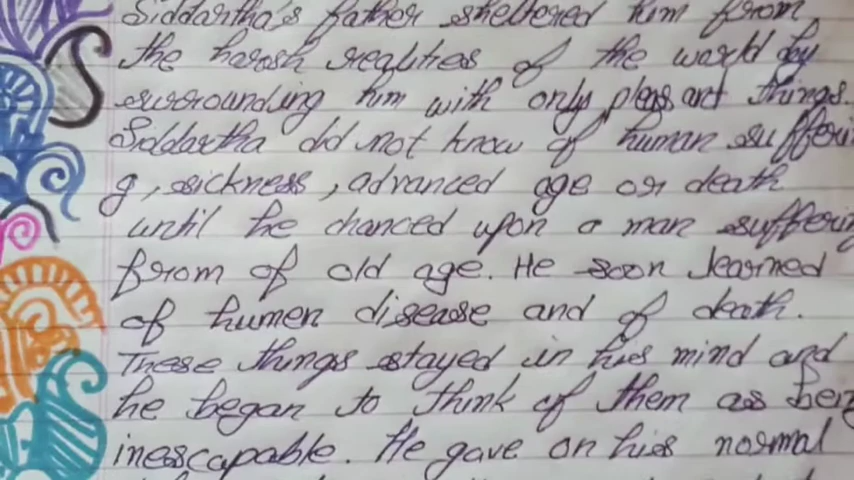 Siddartha's father sheltered him from
the harosh realities of the world by
surrounding him with only pleasant things.
Siddartha did not know of human sufferi
g, sickness, advanced age or death
until he chanced upon a man sufferin
from of old age. He soon learned
of humen disease and of death.
These things stayed in his mind and
he began to think of them as bein
inescapable. He gave on his normal